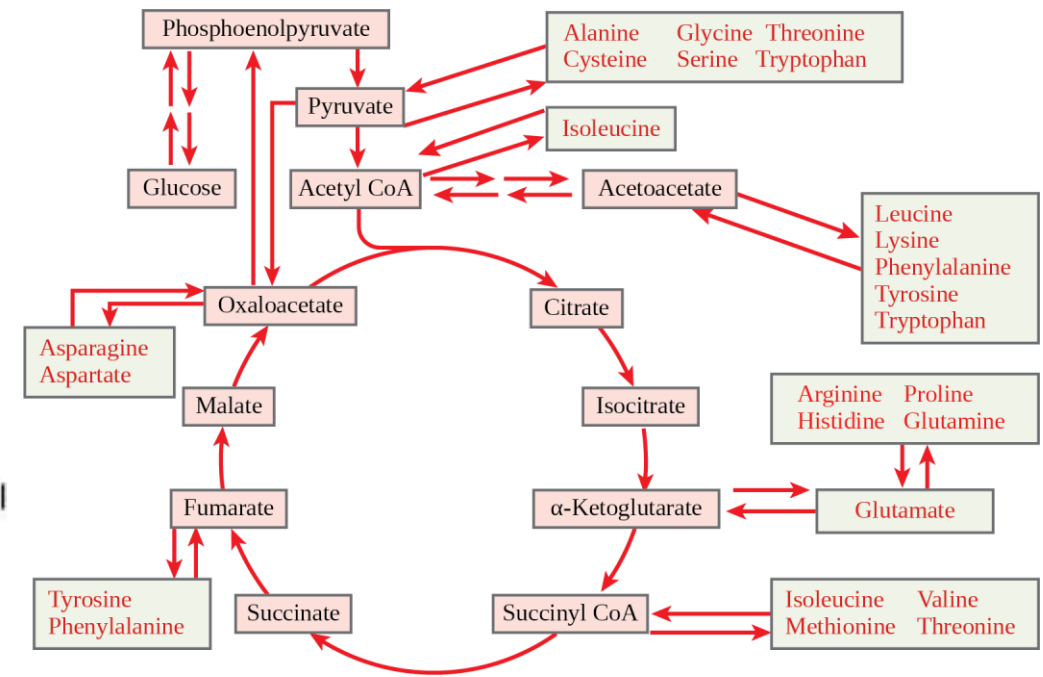 Phosphoenolpyruvate
Alanine Glycine Threonine
Cysteine Serine Tryptophan
Pyruvate
Isoleucine
Glucose
Acetyl CoA
Acetoacetate
Leucine
Lysine
Phenylalanine
Tyrosine
Tryptophan
Oxaloacetate
Citrate
Asparagine
Aspartate
Malate
Isocitrate
Arginine Proline
Histidine Glutamine
Fumarate
α-Ketoglutarate
Glutamate
Tyrosine
Phenylalanine
Succinate
Succinyl CoA
Isoleucine Valine
Methionine Threonine